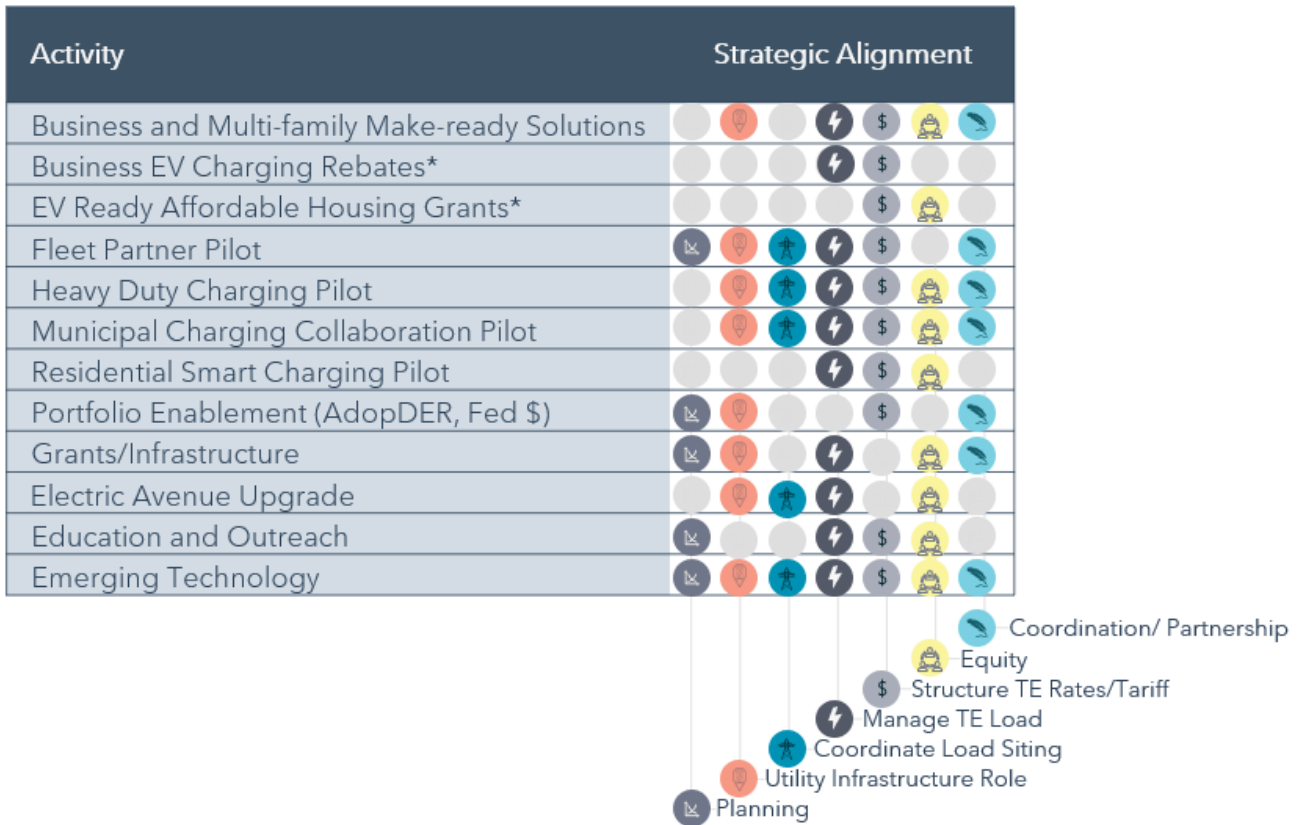 Activity Strategic Alignment
Business and Multi-family Make-ready Solutions $
Business EV Charging Rebates* $
EV Ready Affordable Housing Grants* $
Fleet Partner Pilot $
Heavy Duty Charging Pilot $
Municipal Charging Collaboration Pilot $
Residential Smart Charging Pilot $
Portfolio Enablement (AdopDER, Fed $) $
Grants/Infrastructure
Electric Avenue Upgrade
Education and Outreach $
Emerging Technology $
Coordination/ Partnership
Equity
$ Structure TE Rates/Tariff
Manage TE Load
Coordinate Load Siting
Utility Infrastructure Role
Planning